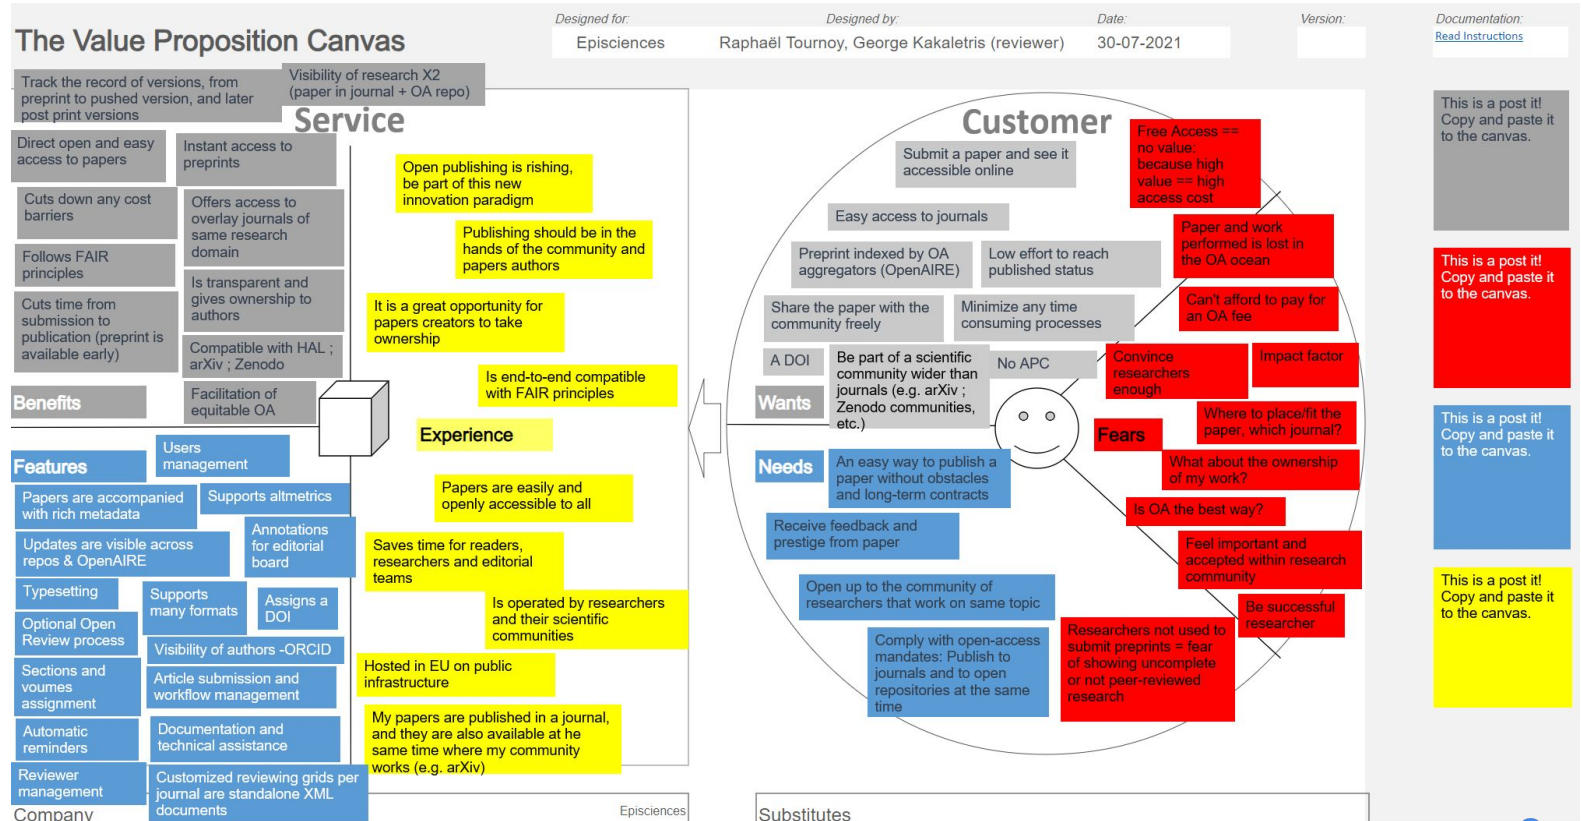 The Value Proposition Canvas
Designed for:
Episciences
Designed by:
Raphaël Tournoy, George Kakaletris (reviewer)
Date:
30-07-2021
Version:
Documentation:
Read Instructions
Track the record of versions, from
preprint to pushed version, and later
post print versions
Visibility of research X2
(paper in journal + OA repo)
Service
Direct open and easy
access to papers
Instant access to
preprints
Cuts down any cost
barriers
Offers access to
overlay journals of
same research
domain
Follows FAIR
principles
Is transparent and
gives ownership to
authors
Cuts time from
submission to
publication (preprint is
available early)
Compatible with HAL ;
arXiv ; Zenodo
Facilitation of
equitable OA
Benefits
Open publishing is rishing,
be part of this new
innovation paradigm
Publishing should be in the
hands of the community and
papers authors
It is a great opportunity for
papers creators to take
ownership
Is end-to-end compatible
with FAIR principles
Experience
Papers are easily and
openly accessible to all
Saves time for readers,
researchers and editorial
teams
Is operated by researchers
and their scientific
communities
Hosted in EU on public
infrastructure
My papers are published in a journal,
and they are also available at he
same time where my community
works (e.g. arXiv)
Features
Users
management
Papers are accompanied
with rich metadata
Supports altmetrics
Updates are visible across
repos & OpenAIRE
Annotations
for editorial
board
Typesetting
Supports
many formats
Assigns a
DOI
Optional Open
Review process
Visibility of authors -ORCID
Sections and
voumes
assignment
Article submission and
workflow management
Automatic
reminders
Documentation and
technical assistance
Reviewer
management
Customized reviewing grids per
journal are standalone XML
documents
Company
Episciences
Customer
Submit a paper and see it
accessible online
Easy access to journals
Preprint indexed by OA
aggregators (OpenAIRE)
Low effort to reach
published status
Share the paper with the
community freely
Minimize any time
consuming processes
A DOI
Be part of a scientific
community wider than
journals (e.g. arXiv ;
Zenodo communities,
etc.)
No APC
Wants
Free Access ==
no value:
because high
value == high
access cost
Paper and work
performed is lost in
the OA ocean
Can't afford to pay for
an OA fee
Convince
researchers
enough
Impact factor
Where to place/fit the
paper, which journal?
Fears
What about the ownership
of my work?
Is OA the best way?
Feel important and
accepted within research
community
Be successful
researcher
Researchers not used to
submit preprints = fear
of showing uncomplete
or not peer-reviewed
research
Needs
An easy way to publish a
paper without obstacles
and long-term contracts
Receive feedback and
prestige from paper
Open up to the community of
researchers that work on same topic
Comply with open-access
mandates: Publish to
journals and to open
repositories at the same
time
Substitutes
This is a post it!
Copy and paste it
to the canvas.
This is a post it!
Copy and paste it
to the canvas.
This is a post it!
Copy and paste it
to the canvas.
This is a post it!
Copy and paste it
to the canvas.